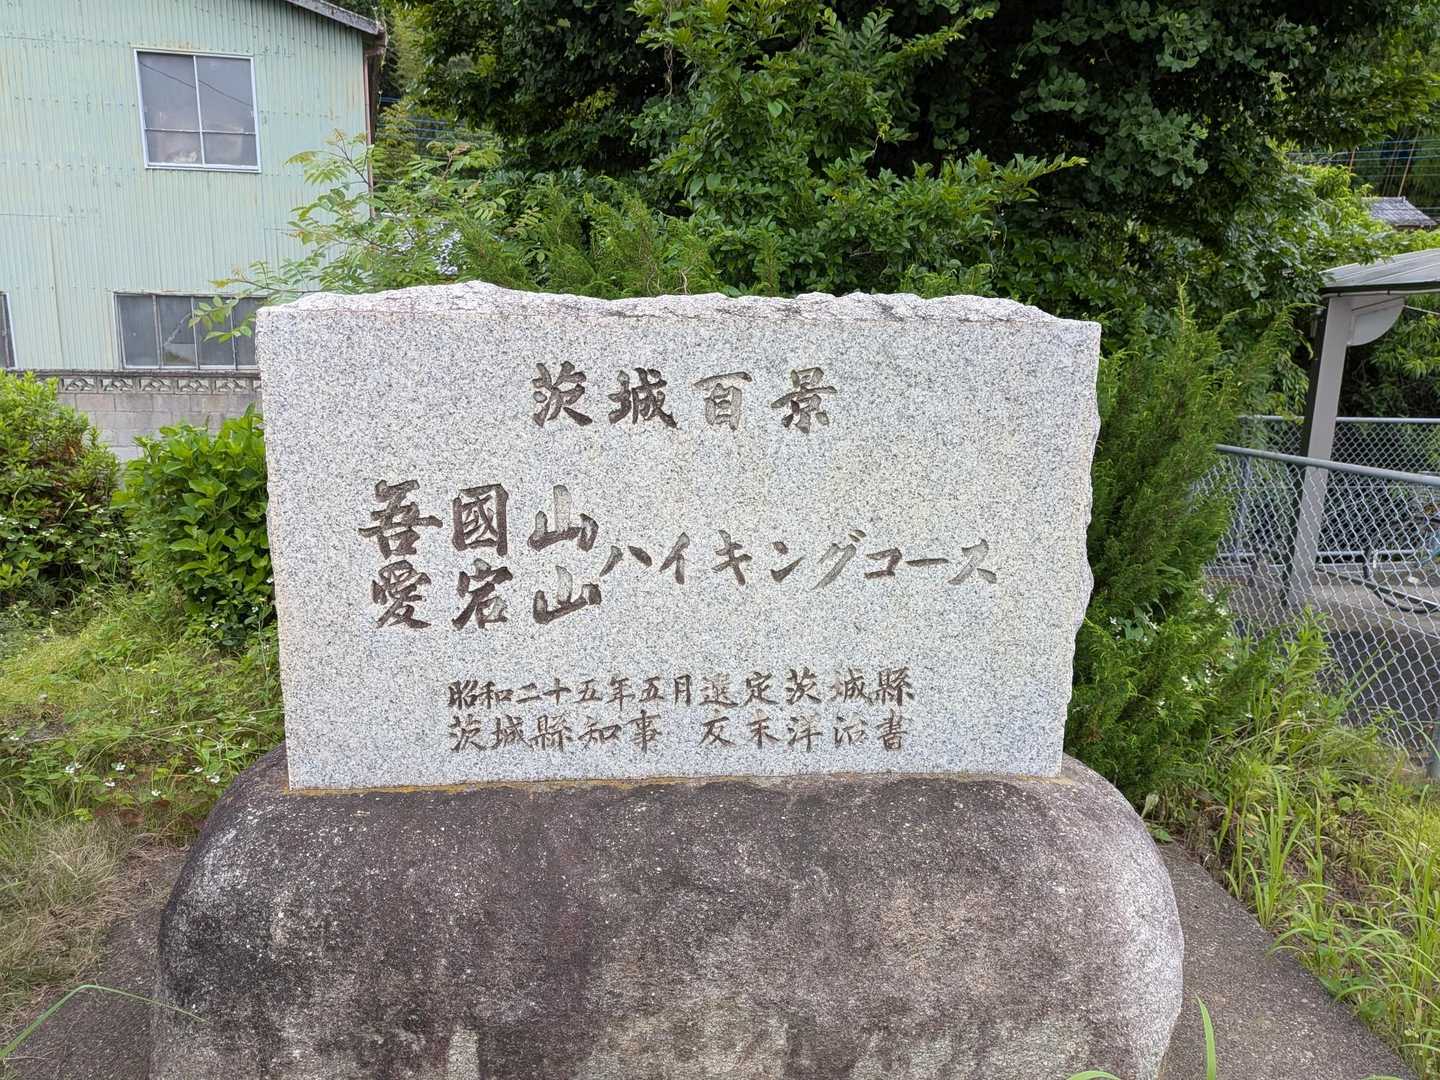 茨城百景
吾國山
愛宕山
ハイキングコース
昭和二十五年五月選定茨城縣
茨城縣知事 友末洋治書